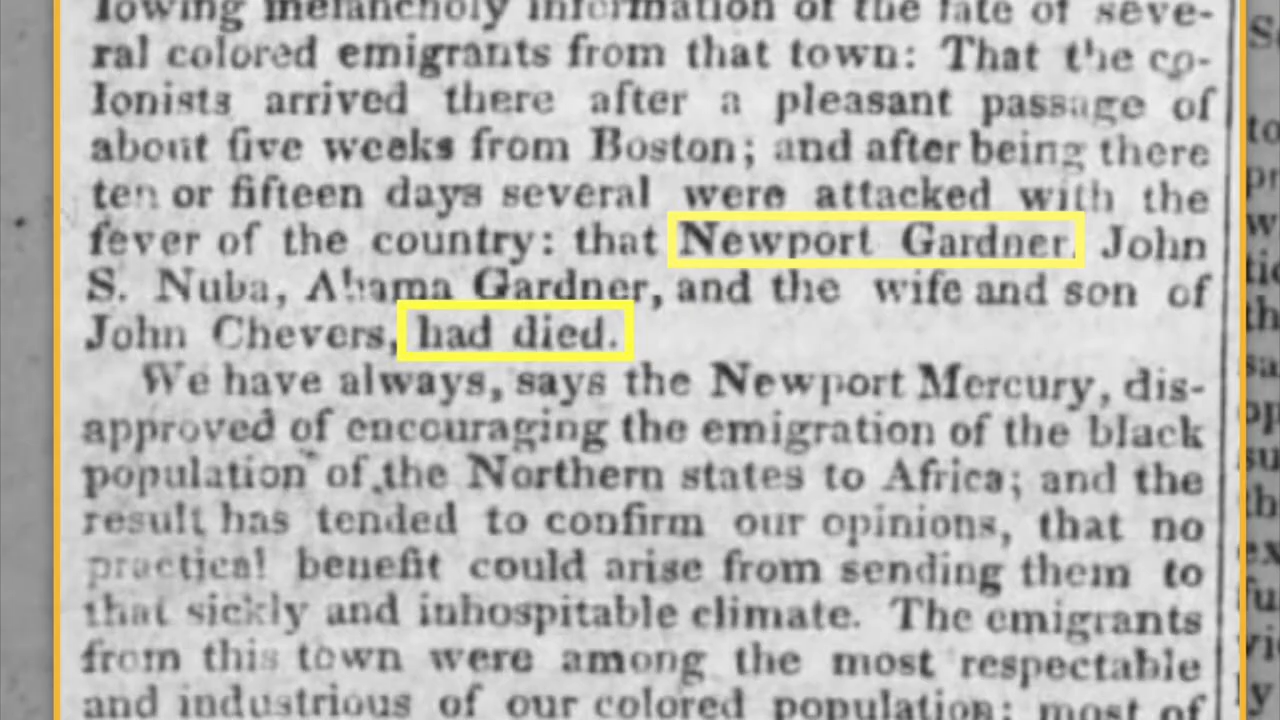 lowing melancholy information of the fate of seve-
ral colored emigrants from that town: That the co-
lonists arrived there after a pleasant passage of
about five weeks from Boston; and after being there
ten or fifteen days several were attacked with the
fever of the country: that Newport Gardner, John
S. Nuba, Ahama Gardner, and the wife and son of
John Chevers, had died.
We have always, says the Newport Mercury, dis-
approved of encouraging the emigration of the black
population of the Northern states to Africa; and the
result has tended to confirm our opinions, that no
practical benefit could arise from sending them to
that sickly and inhospitable climate. The emigrants
from this town were among the most respectable
and industrious of our colored population; most of